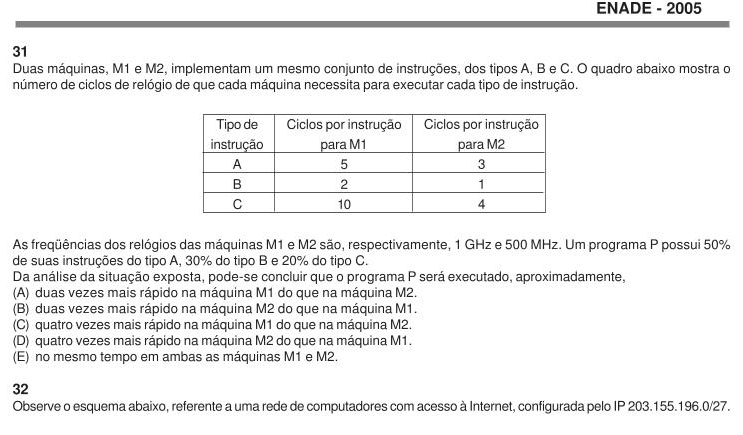 ENADE - 2005
31
Duas máquinas, M1 e M2, implementam um mesmo conjunto de instruções, dos tipos A, B e C. O quadro abaixo mostra o
número de ciclos de relógio de que cada máquina necessita para executar cada tipo de instrução.
Tipo de Ciclos por instrução Ciclos por instrução
instrução para M1 para M2
A 5 3
B 2 1
C 10 4
As freqüências dos relógios das máquinas M1 e M2 são, respectivamente, 1 GHz e 500 MHz. Um programa P possui 50%
de suas instruções do tipo A, 30% do tipo B e 20% do tipo C.
Da análise da situação exposta, pode-se concluir que o programa P será executado, aproximadamente,
(A) duas vezes mais rápido na máquina M1 do que na máquina M2.
(B) duas vezes mais rápido na máquina M2 do que na máquina M1.
(C) quatro vezes mais rápido na máquina M1 do que na máquina M2.
(D) quatro vezes mais rápido na máquina M2 do que na máquina M1.
(E) no mesmo tempo em ambas as máquinas M1 e M2.
32
Observe o esquema abaixo, referente a uma rede de computadores com acesso à Internet, configurada pelo IP 203.155.196.0/27.